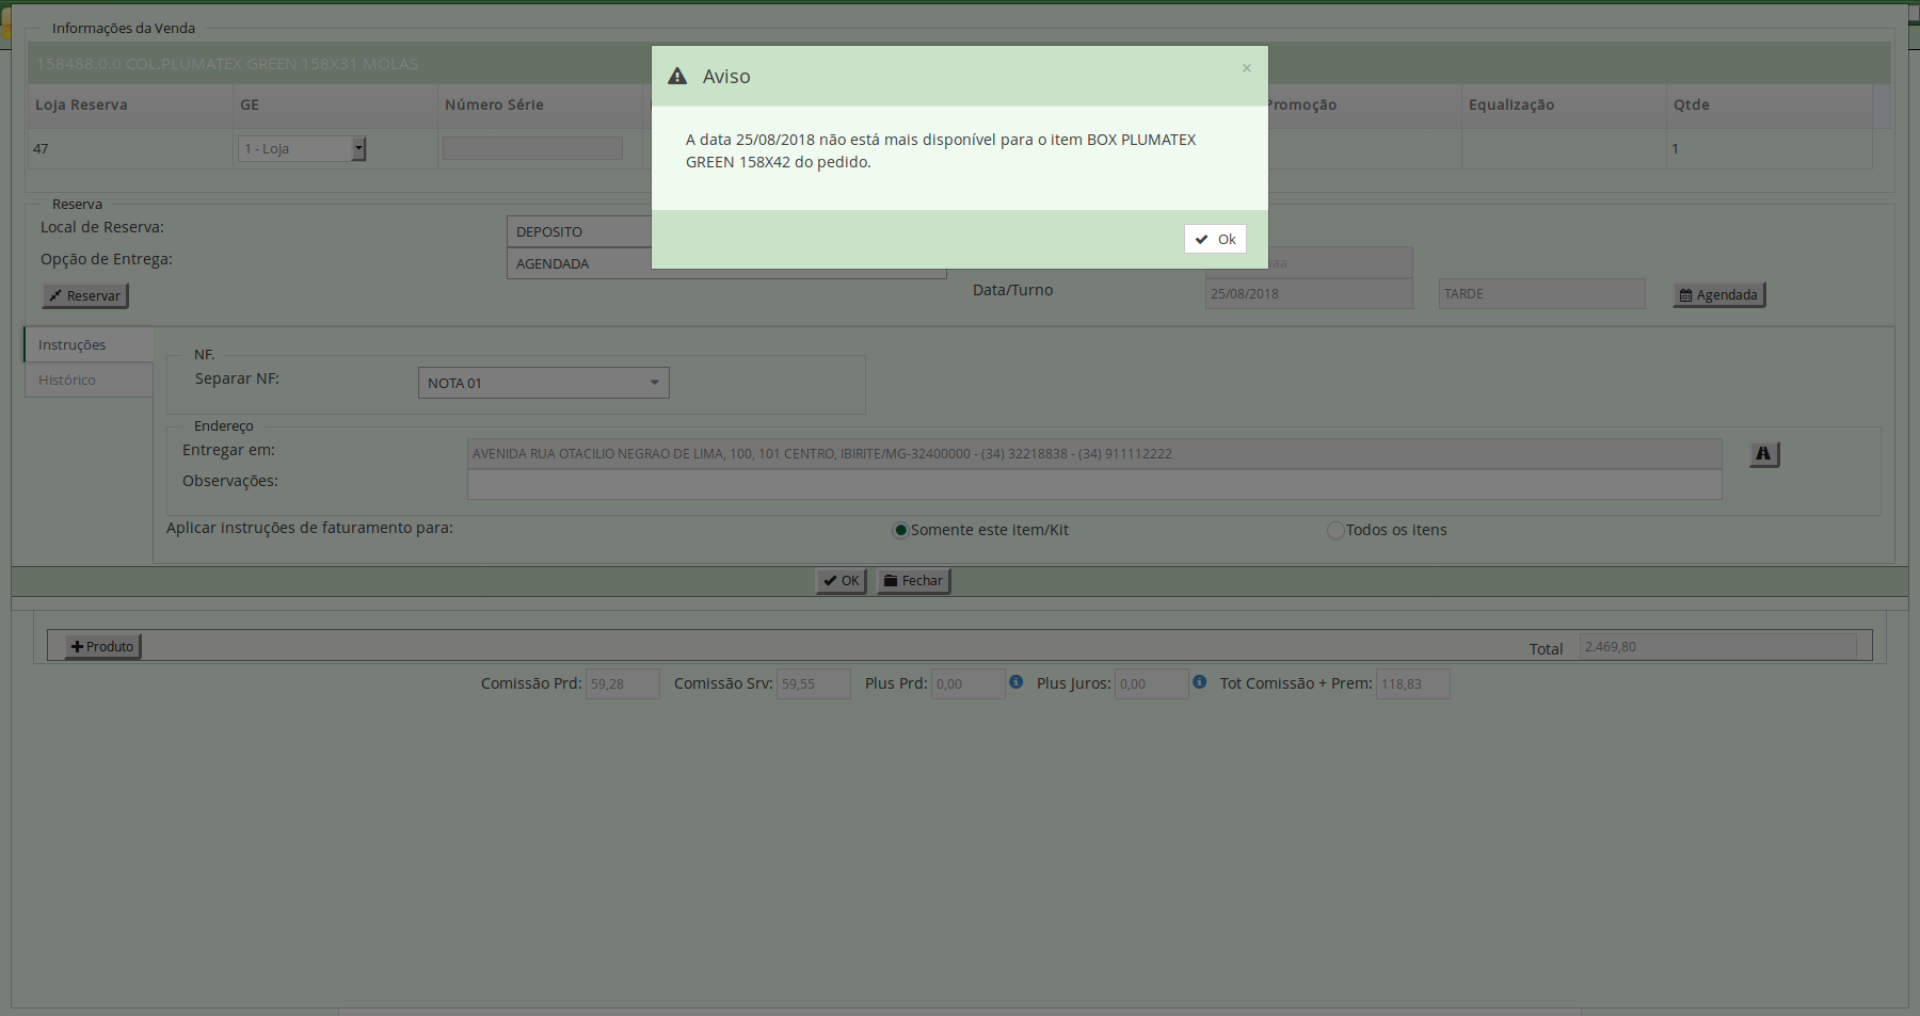 Informações da Venda
158488.0.0 COL.PLUMATEX GREEN 158X31 MOLAS
Aviso
×
Loja Reserva GE Número Série Promoção Equalização Qtde
47 1 - Loja 1
A data 25/08/2018 não está mais disponível para o item BOX PLUMATEX
GREEN 158X42 do pedido.
Ok
Reserva
Local de Reserva: DEPOSITO
Opção de Entrega: AGENDADA
Reservar Data/Turno 25/08/2018 TARDE Agendada
Instruções
Histórico
NF.
Separar NF: NOTA 01
Endereço
Entregar em: AVENIDA RUA OTACILIO NEGRAO DE LIMA, 100, 101 CENTRO, IBIRITE/MG-32400000 - (34) 32218838 - (34) 911112222
Observações:
Aplicar instruções de faturamento para: Somente este item/Kit Todos os itens
OK Fechar
Produto Total 2.469,80
Comissão Prd: 59,28 Comissão Srv: 59,55 Plus Prd: 0,00 Plus Juros: 0,00 Tot Comissão + Prem: 118,83